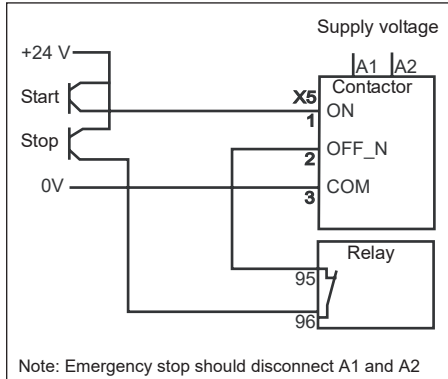 Supply voltage
+24 V
A1 A2
Contactor
Start
X5
1
ON
Stop
2
OFF_N
0V
3
COM
Relay
95
96
Note: Emergency stop should disconnect A1 and A2